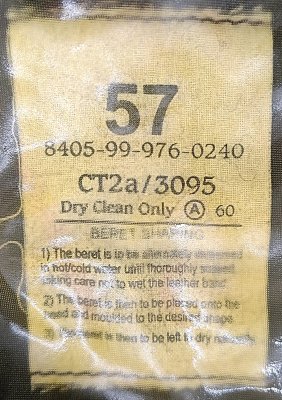 57
8405-99-976-0240
CT2a/3095
Dry Clean Only Ⓐ 60
BERET SHAPING
1) The beret is to be alternately immersed
in hot/cold water until thoroughly soaked
taking care not to wet the leather band.
2) The beret is then to be placed onto the
head and moulded to the desired shape.
3) The beret is then to be left to dry naturally.